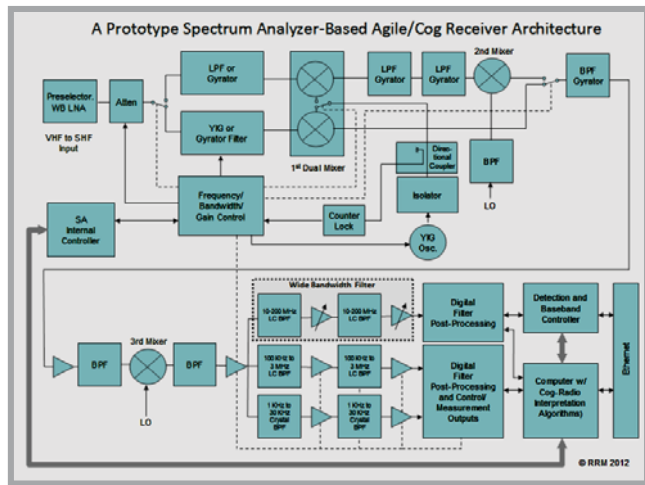 A Prototype Spectrum Analyzer-Based Agile/Cog Receiver Architecture
Preselector.
WB LNA
VHF to SHF
Input
Atten
LPF or
Gyrator
YIG or
Gyrator Filter
1st Dual Mixer
LPF
Gyrator
LPF
Gyrator
2nd Mixer
BPF
Gyrator
Direc-
tional
Coupler
BPF
LO
Isolator
YIG
Osc.
Counter
Lock
Frequency/
Bandwidth/
Gain Control
SA
Internal
Controller
BPF
3rd Mixer
LO
BPF
Wide Bandwidth Filter
10-200 MHz
LC BPF
10-200 MHz
LC BPF
100 KHz to
3 MHz
LC BPF
100 KHz to
3 MHz
LC BPF
1 KHz to
30 KHz
Crystal
BPF
1 KHz to
30 KHz
Crystal
BPF
Digital
Filter
Post-Processing
Digital
Filter
Post-Processing
and Control/
Measurement
Outputs
Detection and
Baseband
Controller
Computer w/
Cog-Radio
Interpretation
Algorithms)
Ethernet
© RRM 2012